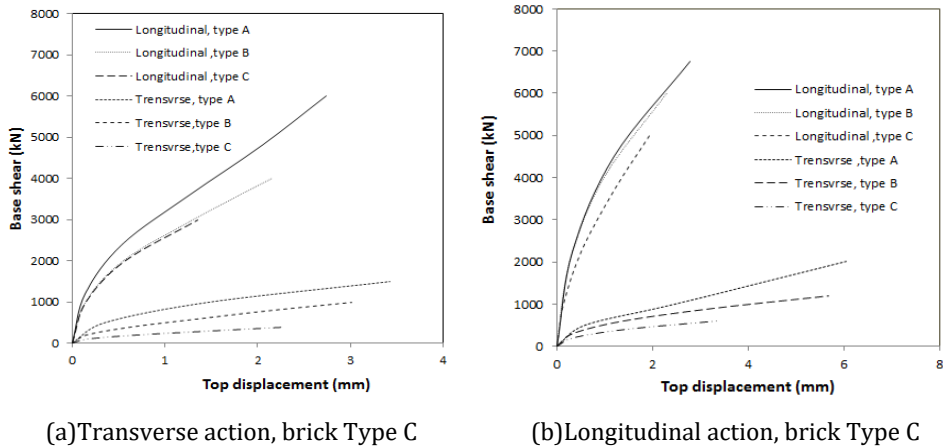 8000
7000
6000
5000
4000
3000
2000
1000
0
Base shear (kN)
Longitudinal, type A
Longitudinal ,type B
Longitudinal ,type C
Trensvrse, type A
Trensvrse,type B
Trensvrse,type C
0 1 2 3 4
Top displacement (mm)
(a)Transverse action, brick Type C
8000
7000
6000
5000
4000
3000
2000
1000
0
Base shear (kN)
Longitudinal, type A
Longitudinal, type B
Longitudinal, type C
Trensvrse ,type A
Trensvrse, type B
Trensvrse, type C
0 2 4 6 8
Top displacement (mm)
(b)Longitudinal action, brick Type C